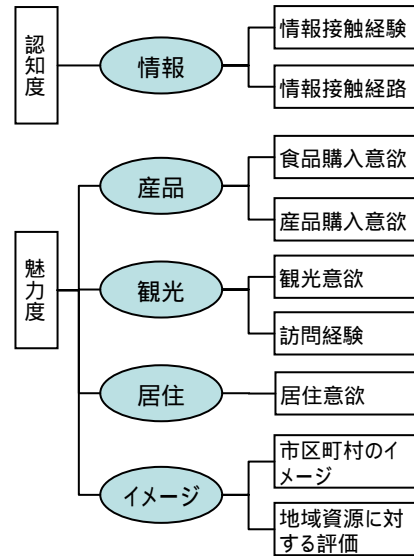 認知度
情報
情報接触経験
情報接触経路
魅力度
産品
食品購入意欲
産品購入意欲
観光
観光意欲
訪問経験
居住
居住意欲
イメージ
市区町村のイ
メージ
地域資源に対
する評価